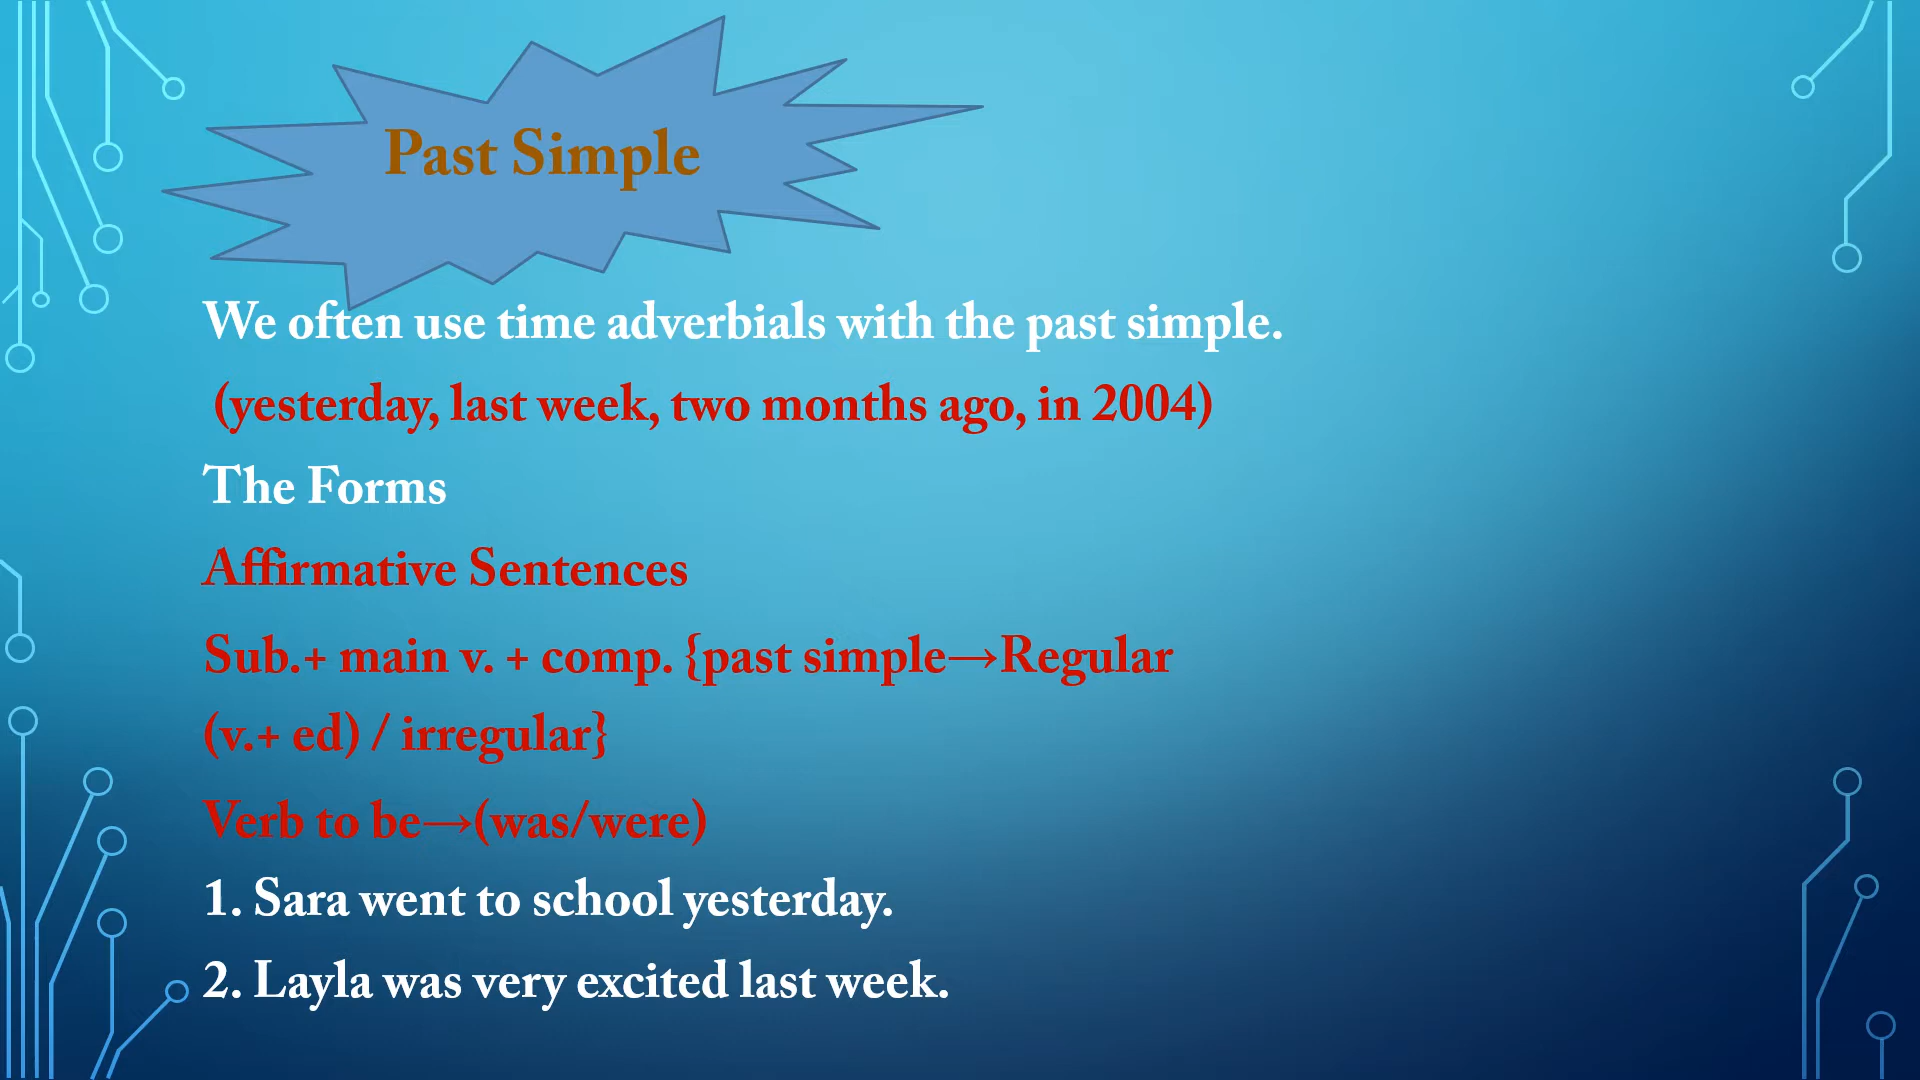 Past Simple
We often use time adverbials with the past simple.
(yesterday, last week, two months ago, in 2004)
The Forms
Affirmative Sentences
Sub.+ main v. + comp. {past simple→Regular
(v.+ ed) / irregular}
Verb to be→(was/were)
1. Sara went to school yesterday.
2. Layla was very excited last week.